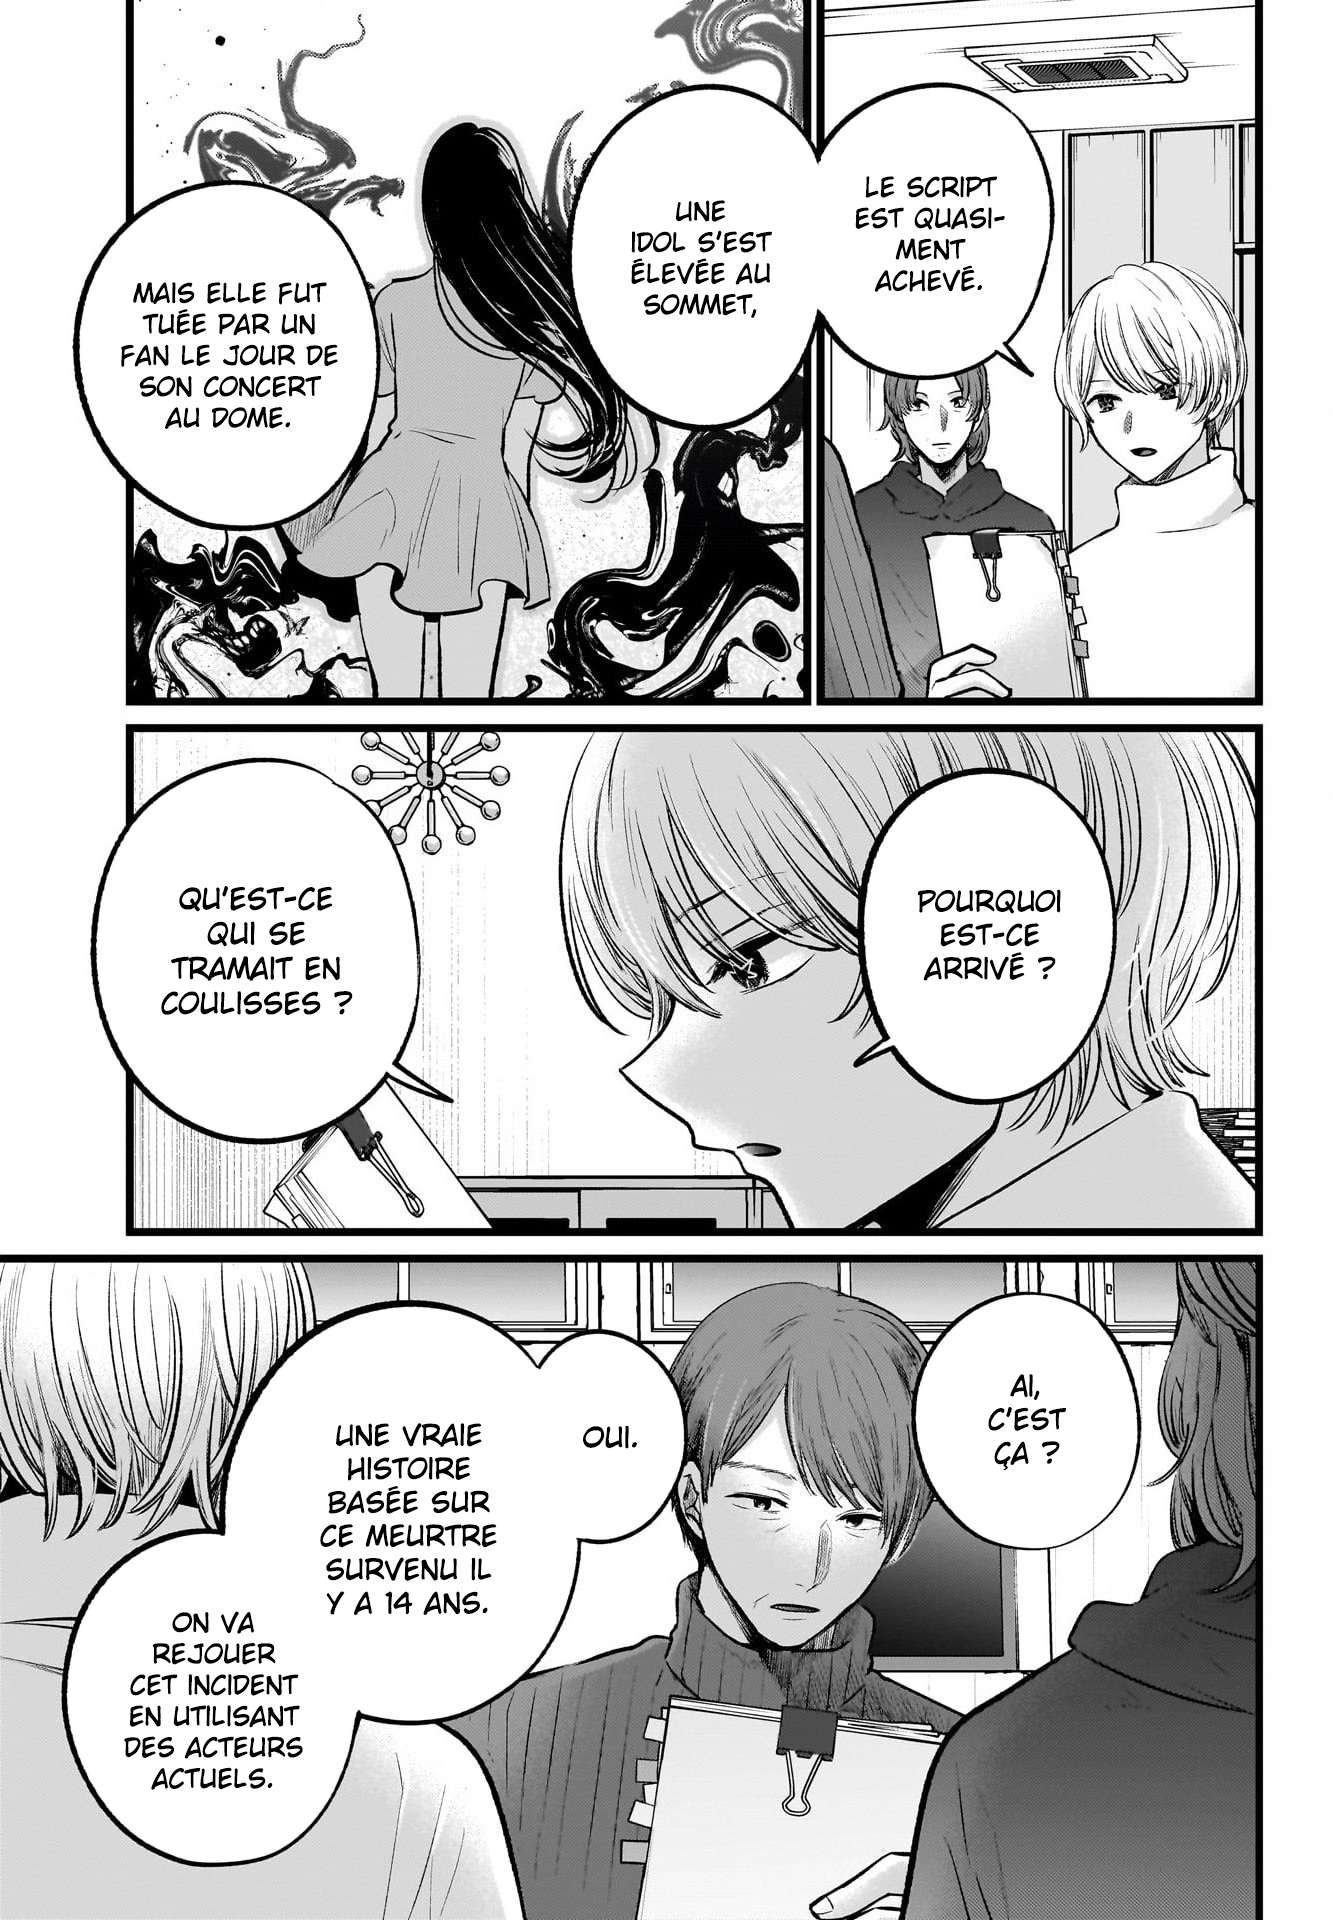 LE SCRIPT
EST QUASI-
MENT
ACHEVÉ.
UNE
IDOL S'EST
ÉLEVÉE AU
SOMMET,
MAIS ELLE FUT
TUÉE PAR UN
FAN LE JOUR DE
SON CONCERT
AU DOME.
POURQUOI
EST-CE
ARRIVÉ ?
QU'EST-CE
QUI SE
TRAMAIT EN
COULISSES ?
AI,
C'EST
ÇA ?
OUI.
UNE VRAIE
HISTOIRE
BASÉE SUR
CE MEURTRE
SURVENU IL
Y A 14 ANS.
ON VA
REJOUER
CET INCIDENT
EN UTILISANT
DES ACTEURS
ACTUELS.